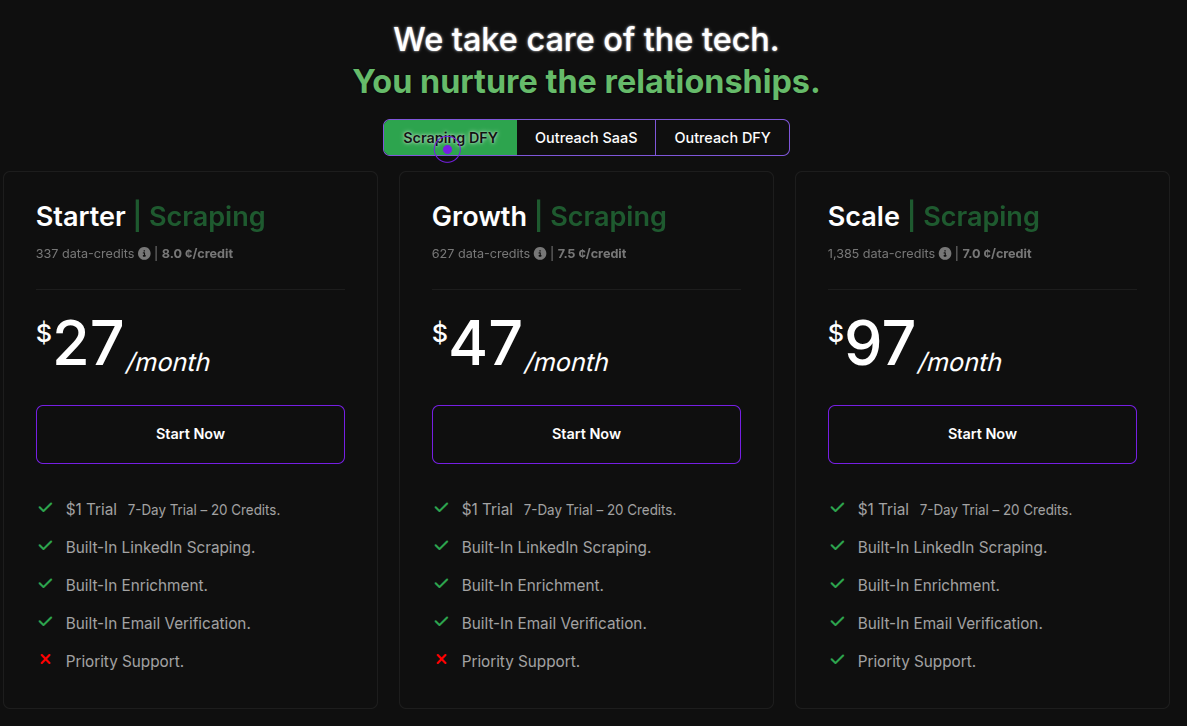 We take care of the tech.
You nurture the relationships.
Scraping DFY
Outreach SaaS
Outreach DFY
Starter | Scraping
337 data-credits | 8.0 ¢/credit
$27/month
Start Now
$1 Trial 7-Day Trial – 20 Credits.
Built-In LinkedIn Scraping.
Built-In Enrichment.
Built-In Email Verification.
Priority Support.
Growth | Scraping
627 data-credits | 7.5 ¢/credit
$47/month
Start Now
$1 Trial 7-Day Trial – 20 Credits.
Built-In LinkedIn Scraping.
Built-In Enrichment.
Built-In Email Verification.
Priority Support.
Scale | Scraping
1,385 data-credits | 7.0 ¢/credit
$97/month
Start Now
$1 Trial 7-Day Trial – 20 Credits.
Built-In LinkedIn Scraping.
Built-In Enrichment.
Built-In Email Verification.
Priority Support.